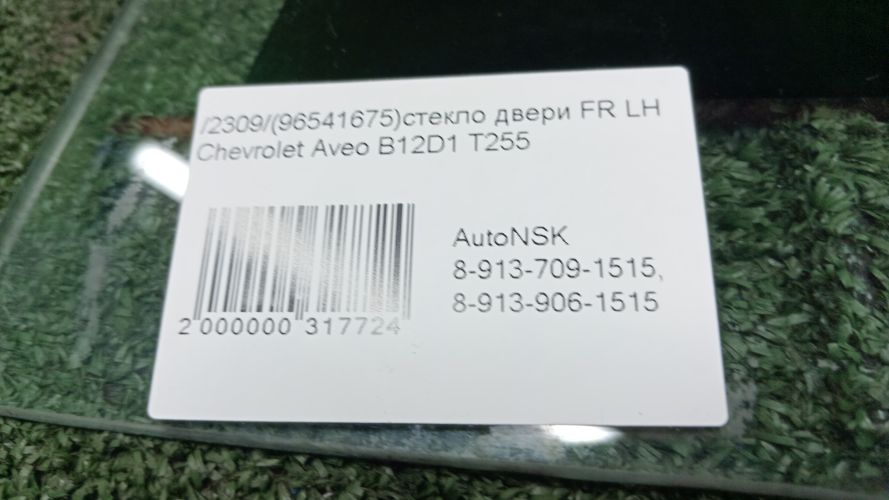 /2309/(96541675)стекло двери FR LH
Chevrolet Aveo B12D1 T255
AutoNSK
8-913-709-1515,
8-913-906-1515
2 000000 317724